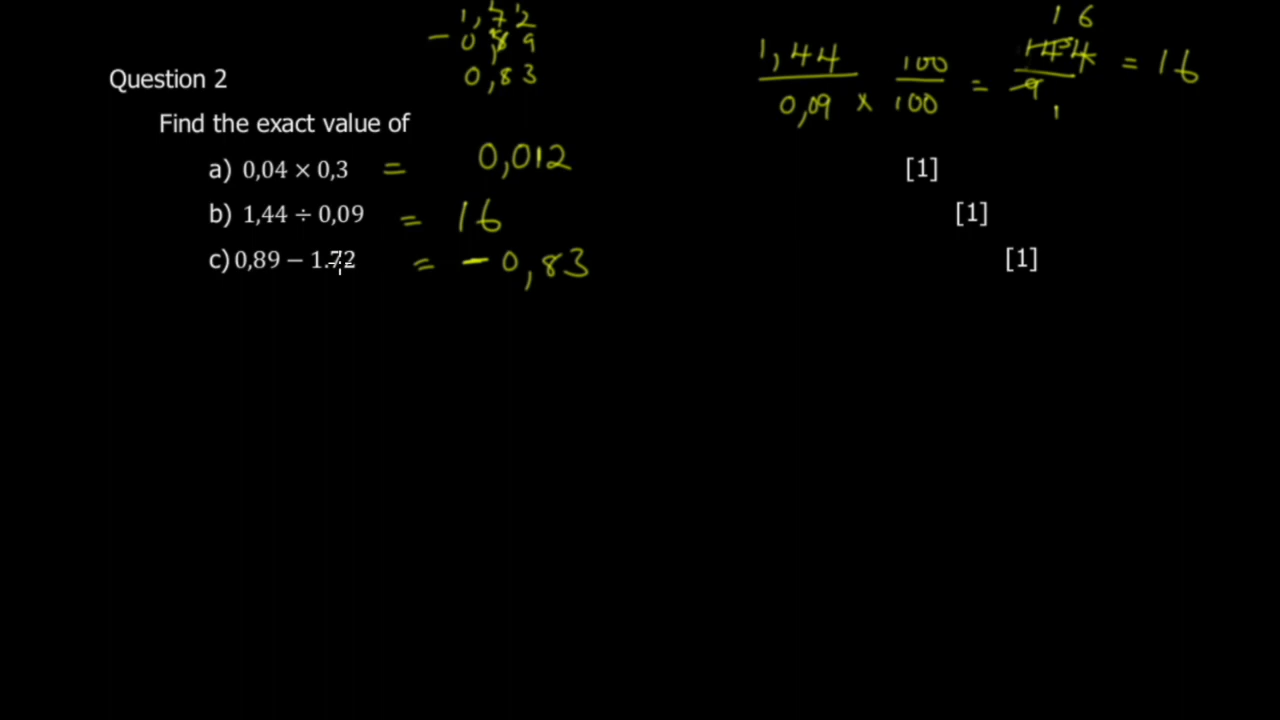 1,72
− 0,89
0,83
1,44 / 0,09 × 100 / 100 = 144 / 9 = 16
16
1
Question 2
Find the exact value of
a) 0,04 × 0,3 = 0,012 [1]
b) 1,44 ÷ 0,09 = 16 [1]
c) 0,89 − 1.72 = − 0,83 [1]